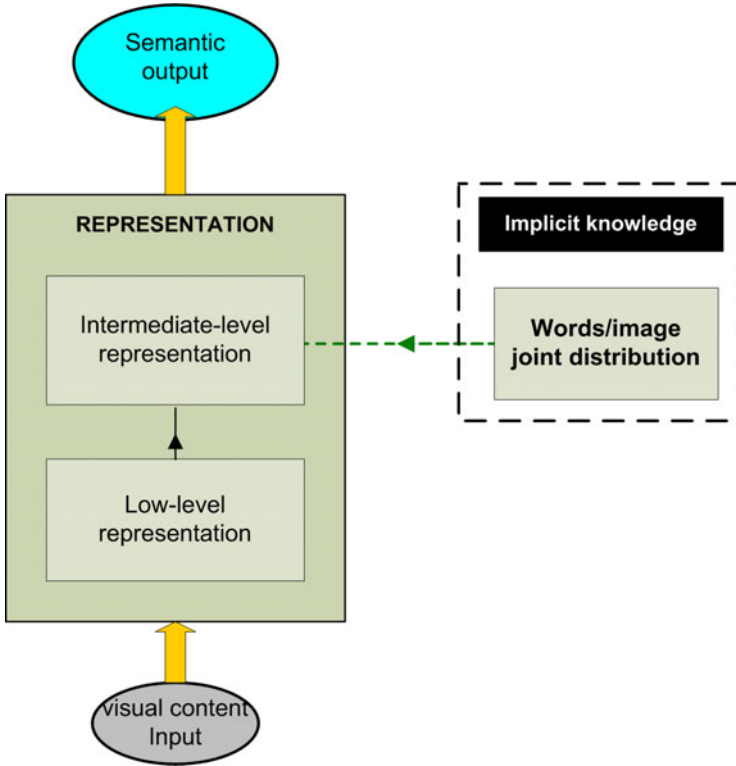 Semantic
output
REPRESENTATION
Implicit knowledge
Intermediate-level
representation
Words/image
joint distribution
Low-level
representation
visual content
Input